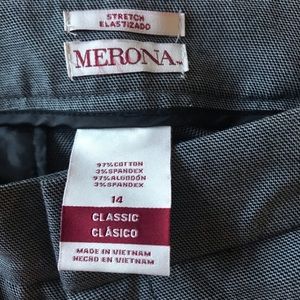 STRETCH
ELASTIZADO
MERONA
97% COTTON
3% SPANDEX
97% ALGODÓN
3% SPANDEX
14
CLASSIC
CLÁSICO
MADE IN VIETNAM
HECHO EN VIETNAM